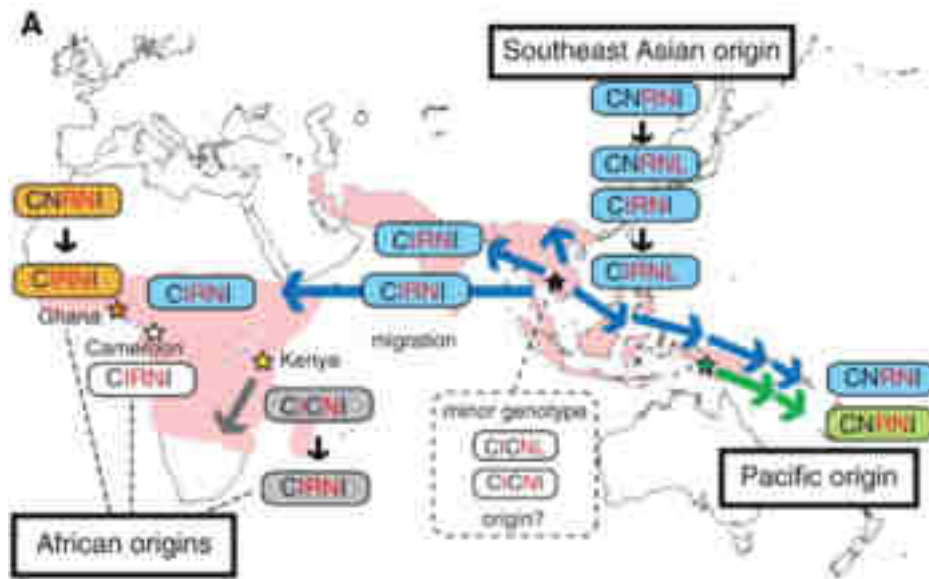 A
Southeast Asian origin
CNRNI
CNRNL
CIRNI
CIRNL
CNRNI
CIRNI
Ghana
Cameroon
CIRNI
CIRNI
CIRNI
CIRNI
migration
Kenya
CICNI
CIRNI
minor genotype
CICNL
CICNI
origin?
CNRNI
CNRNI
Pacific origin
African origins